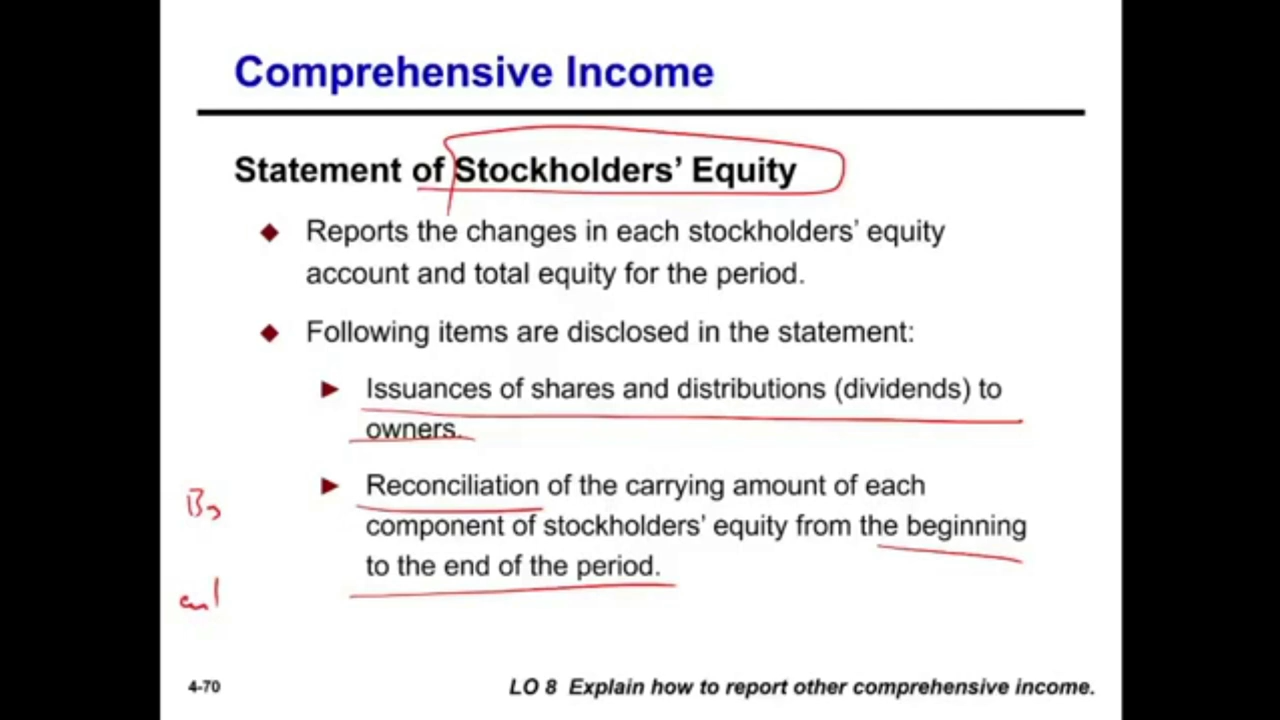 Comprehensive Income
Statement of Stockholders’ Equity
Reports the changes in each stockholders’ equity
account and total equity for the period.
Following items are disclosed in the statement:
Issuances of shares and distributions (dividends) to
owners.
Reconciliation of the carrying amount of each
component of stockholders’ equity from the beginning
to the end of the period.
4-70
LO 8 Explain how to report other comprehensive income.